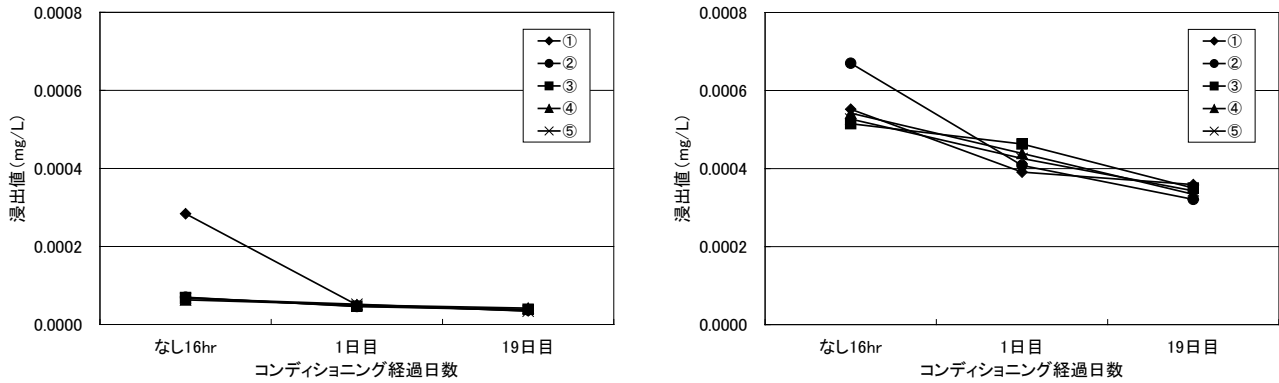 0.0008
0.0006
0.0004
0.0002
0.0000
浸出値(mg/L)
なし16hr
1日目
19日目
コンディショニング経過日数
①
②
③
④
⑤
0.0008
0.0006
0.0004
0.0002
0.0000
浸出値(mg/L)
なし16hr
1日目
19日目
コンディショニング経過日数
①
②
③
④
⑤